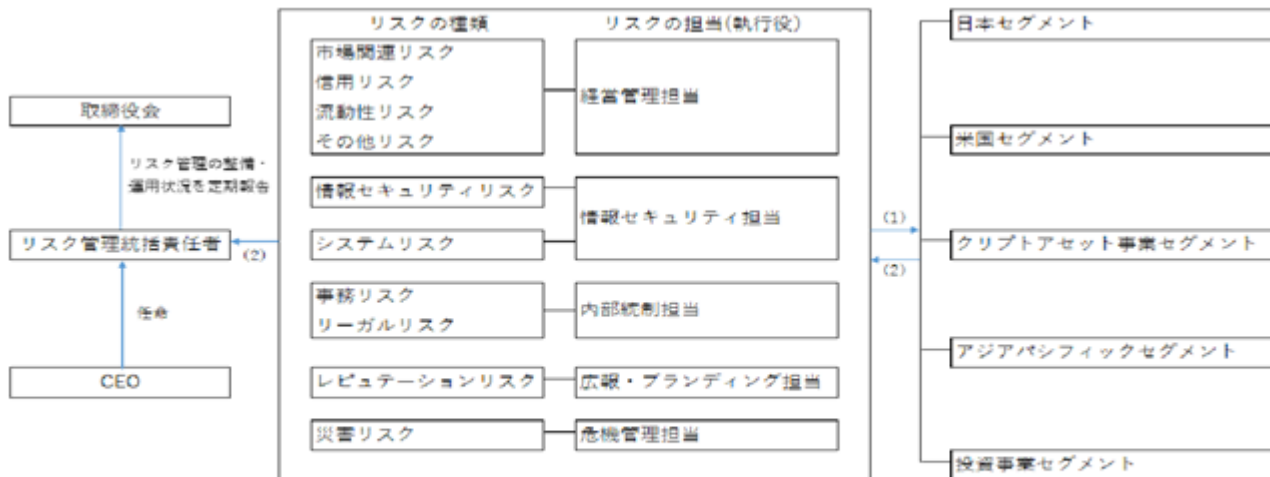 取締役会
リスク管理の整備・
運用状況を定期報告
リスク管理統括責任者
(2)
任命
CEO
リスクの種類
リスクの担当(執行役)
市場関連リスク
信用リスク
流動性リスク
その他リスク
経営管理担当
情報セキュリティリスク
システムリスク
情報セキュリティ担当
事務リスク
リーガルリスク
内部統制担当
レピュテーションリスク
広報・ブランディング担当
災害リスク
危機管理担当
(1)
(2)
日本セグメント
米国セグメント
クリプトアセット事業セグメント
アジアパシフィックセグメント
投資事業セグメント